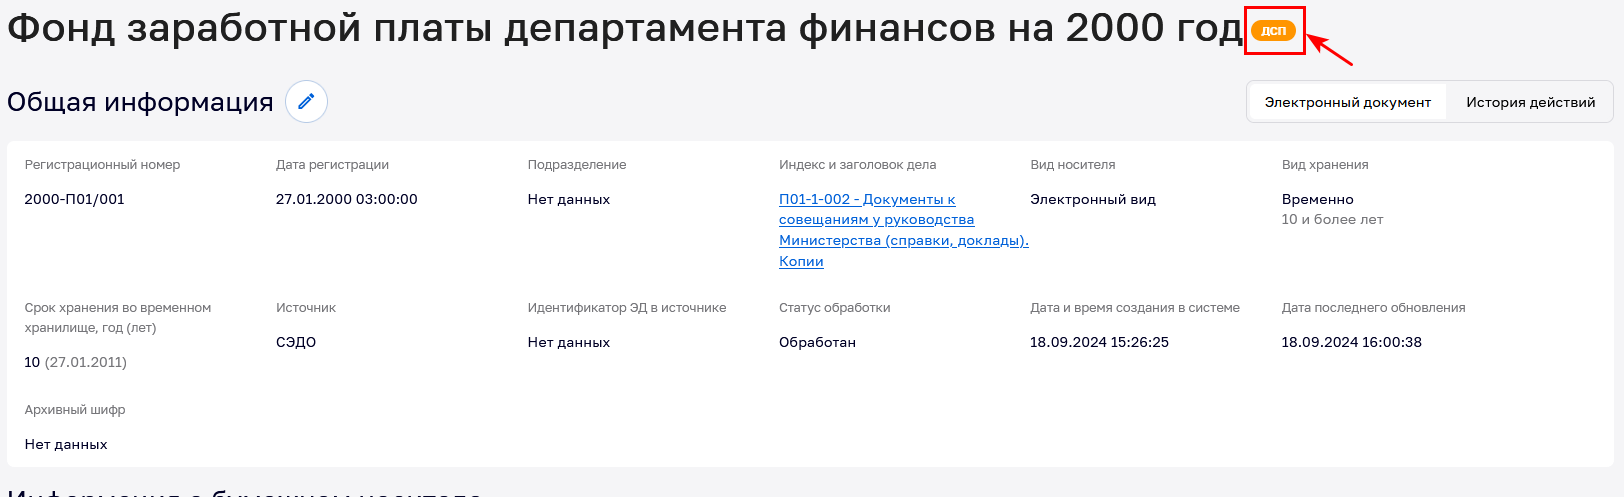 Фонд заработной платы департамента финансов на 2000 год ДСП
Общая информация
Электронный документ История действий
Регистрационный номер
2000-П01/001
Дата регистрации
27.01.2000 03:00:00
Подразделение
Нет данных
Индекс и заголовок дела
П01-1-002 - Документы к
совещаниям у руководства
Министерства (справки, доклады).
Копии
Вид носителя
Электронный вид
Вид хранения
Временно
10 и более лет
Срок хранения во временном
хранилище, год (лет)
10 (27.01.2011)
Источник
СЭДО
Идентификатор ЭД в источнике
Нет данных
Статус обработки
Обработан
Дата и время создания в системе
18.09.2024 15:26:25
Дата последнего обновления
18.09.2024 16:00:38
Архивный шифр
Нет данных
Информация о бумажном носителе